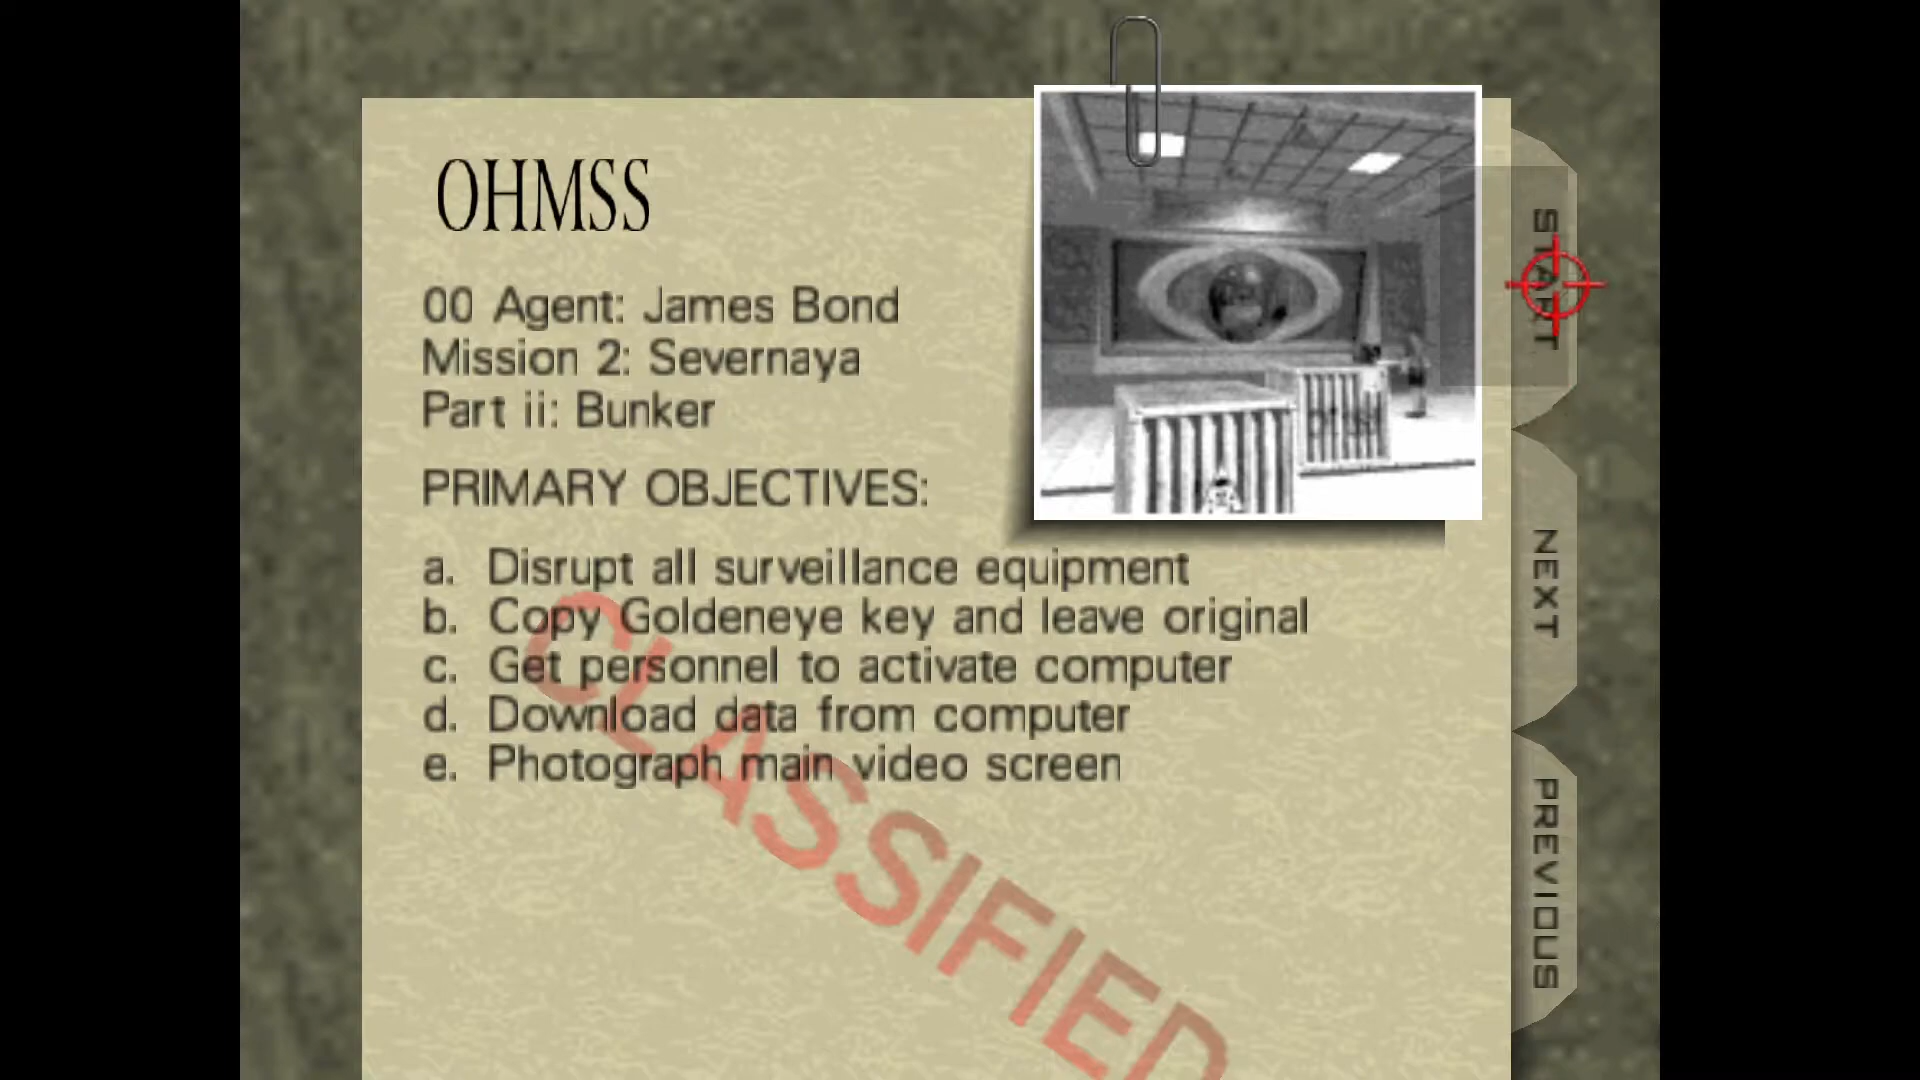 OHMSS
00 Agent: James Bond
Mission 2: Severnaya
Part ii: Bunker
PRIMARY OBJECTIVES:
a. Disrupt all surveillance equipment
b. Copy Goldeneye key and leave original
c. Get personnel to activate computer
d. Download data from computer
e. Photograph main video screen
CLASSIFIED
START
NEXT
PREVIOUS